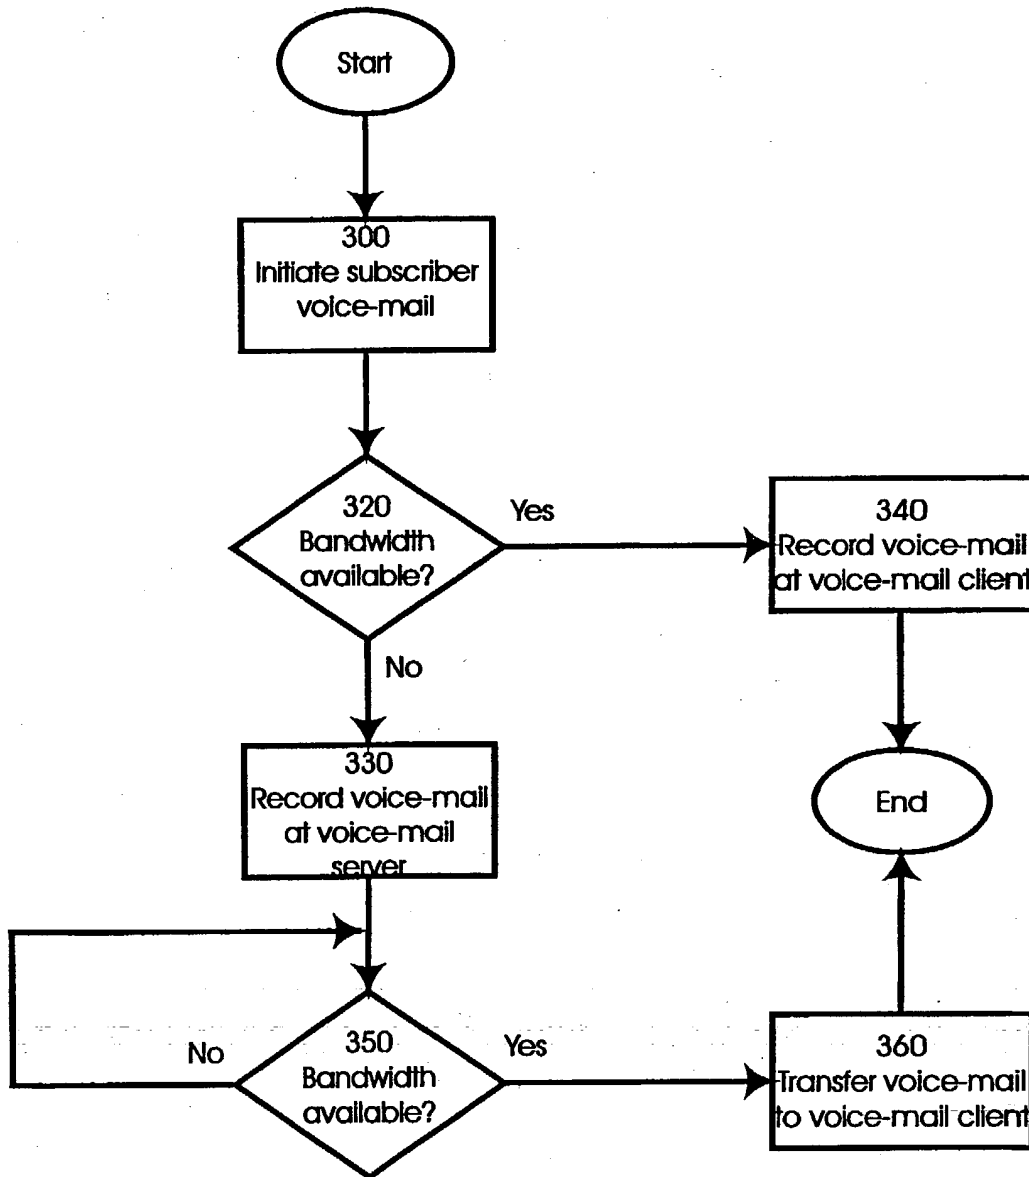 Start
300
Initiate subscriber
voice-mail
320
Bandwidth
available?
Yes
340
Record voice-mail
at voice-mail client
No
330
Record voice-mail
at voice-mail
server
End
No
350
Bandwidth
available?
Yes
360
Transfer voice-mail
to voice-mail client